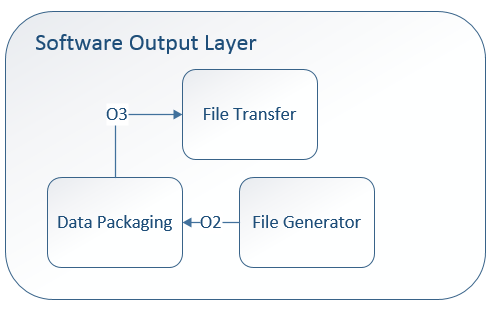 Software Output Layer
O3
File Transfer
Data Packaging
O2
File Generator